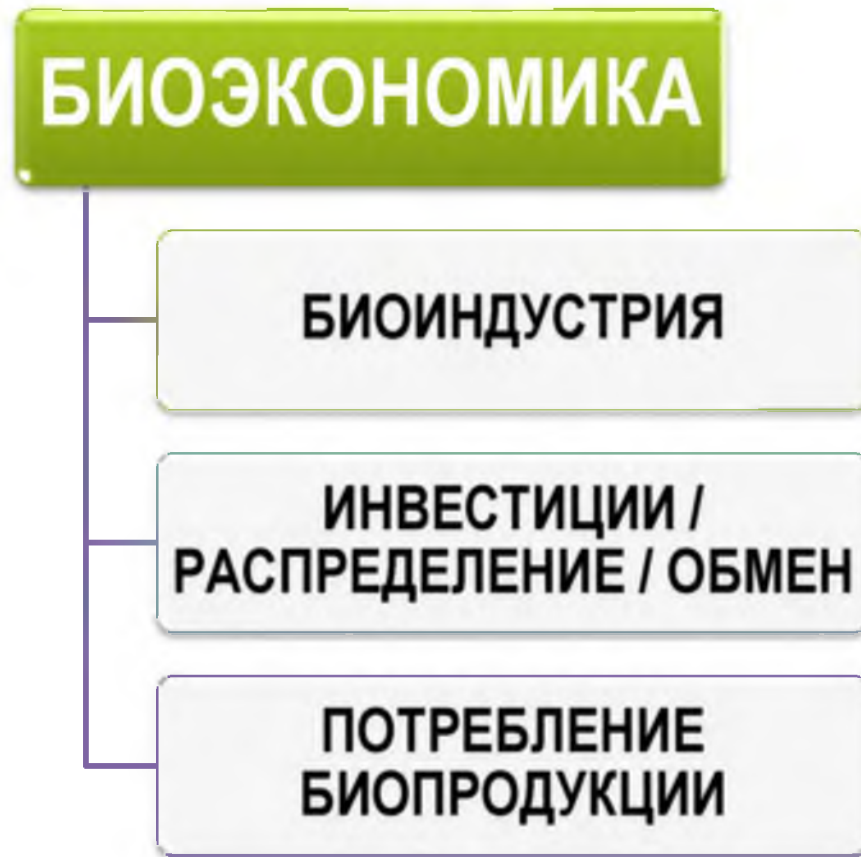 БИОЭКОНОМИКА
БИОИНДУСТРИЯ
ИНВЕСТИЦИИ /
РАСПРЕДЕЛЕНИЕ / ОБМЕН
ПОТРЕБЛЕНИЕ
БИОПРОДУКЦИИ